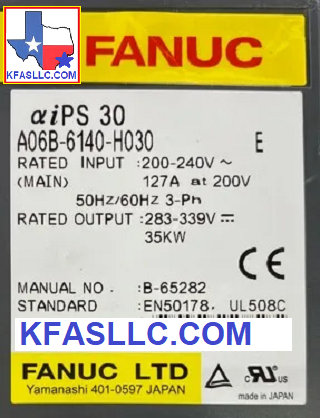 FANUC
KFASLLC.COM
αiPS 30
A06B-6140-H030 E
RATED INPUT :200-240V ~
(MAIN) 127A at 200V
50Hz/60Hz 3-Ph
RATED OUTPUT :283-339V ⎓
35KW
CE
MANUAL NO. :B-65282
STANDARD :EN50178, UL508C
KFASLLC.COM
FANUC LTD
Yamanashi 401-0597 JAPAN
c RU us
made in JAPAN